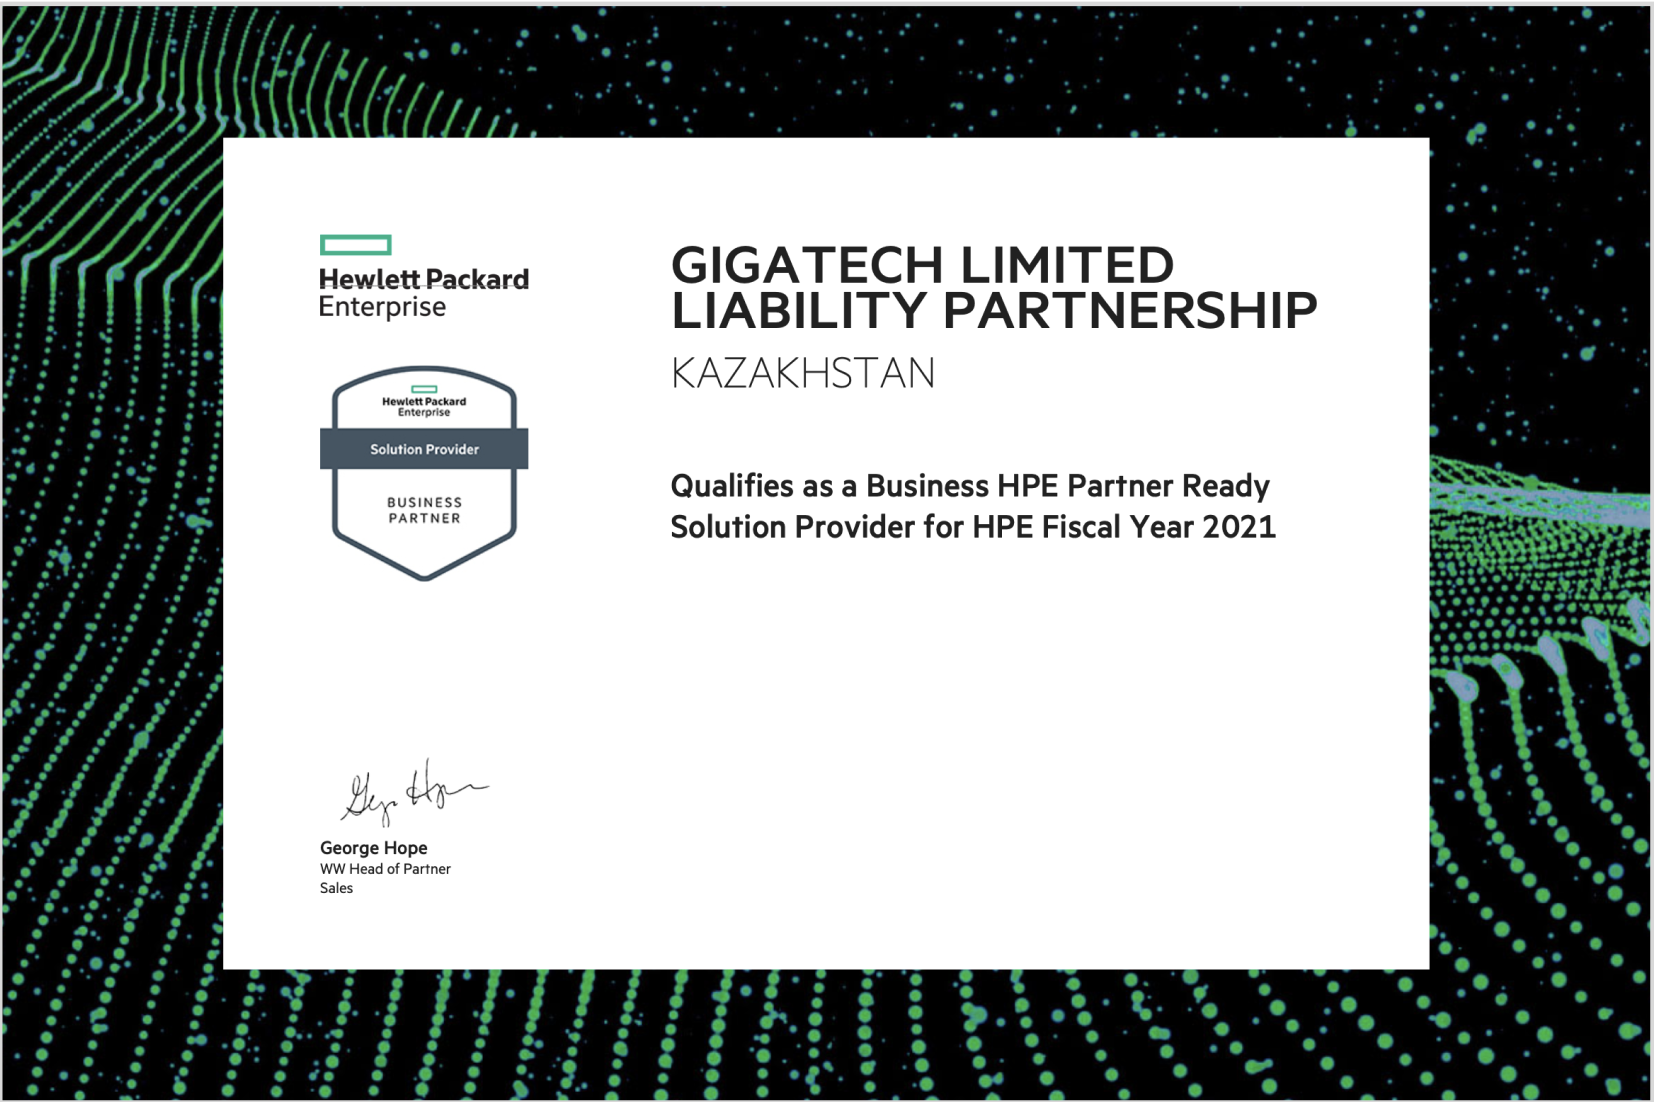 Hewlett Packard
Enterprise
GIGATECH LIMITED
LIABILITY PARTNERSHIP
KAZAKHSTAN
Hewlett Packard
Enterprise
Solution Provider
BUSINESS
PARTNER
Qualifies as a Business HPE Partner Ready
Solution Provider for HPE Fiscal Year 2021
George Hope
WW Head of Partner
Sales